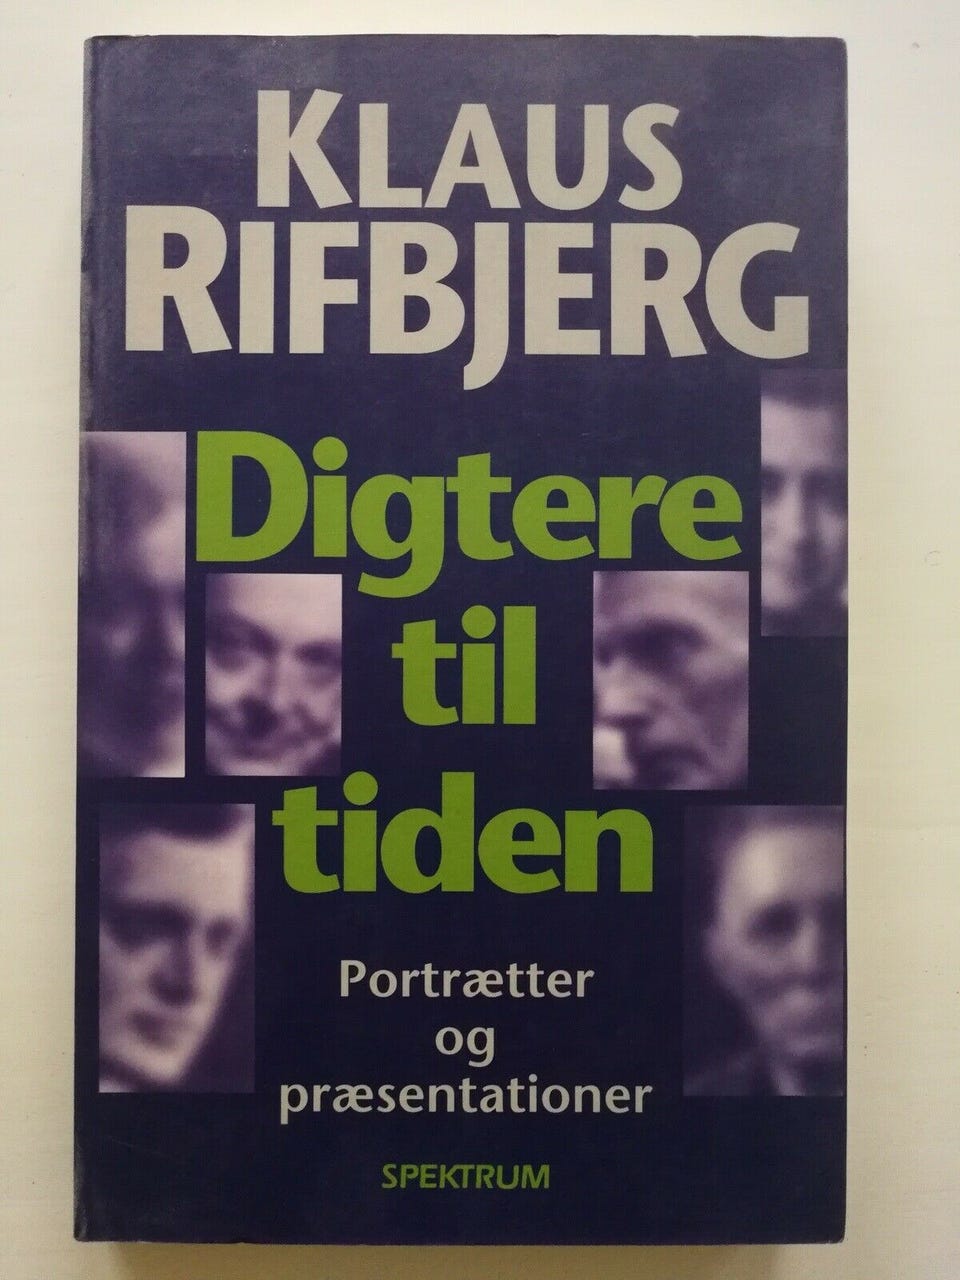 KLAUS
RIFBJERG
Digtere
til
tiden
Portrætter
og
præsentationer
SPEKTRUM